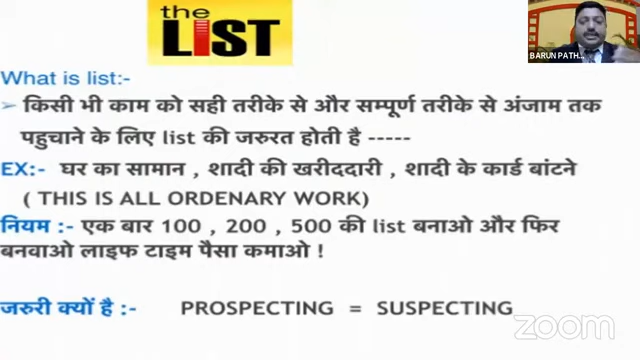 the
LIST
BARUN PATH...
What is list:-
➢ किसी भी काम को सही तरीके से और सम्पूर्ण तरीके से अंजाम तक
पहुचाने के लिए list की जरुरत होती है -----
EX:- घर का सामान , शादी की खरीददारी , शादी के कार्ड बांटने
( THIS IS ALL ORDENARY WORK)
नियम :- एक बार 100 , 200 , 500 की list बनाओ और फिर
बनवाओ लाइफ टाइम पैसा कमाओ !
जरुरी क्यों है :- PROSPECTING = SUSPECTING
zoom